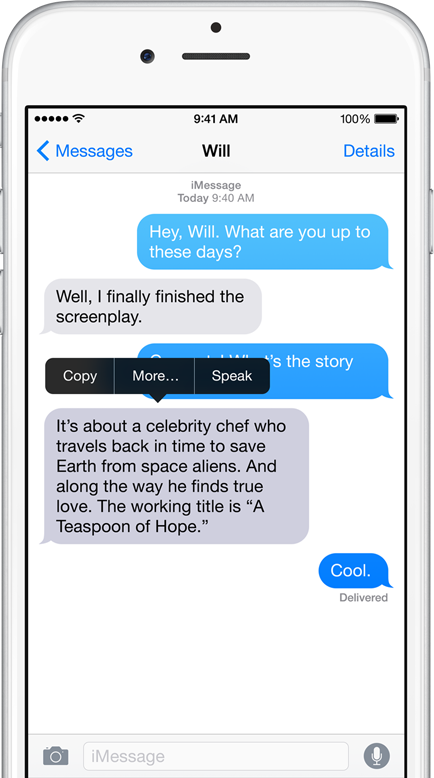 9:41 AM
100%
Messages
Will
Details
iMessage
Today 9:40 AM
Hey, Will. What are you up to
these days?
Well, I finally finished the
screenplay.
the story
Copy
More…
Speak
It’s about a celebrity chef who
travels back in time to save
Earth from space aliens. And
along the way he finds true
love. The working title is “A
Teaspoon of Hope.”
Cool.
Delivered
iMessage